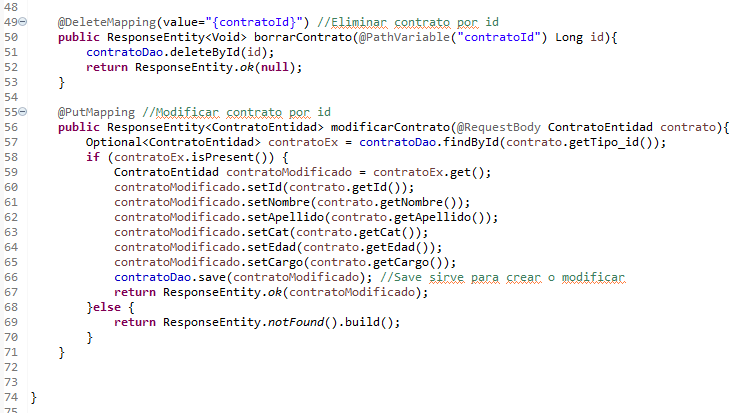 48
49 @DeleteMapping(value="{contratoId}") //Eliminar contrato por id
50 public ResponseEntity<Void> borrarContrato(@PathVariable("contratoId") Long id){
51 contratoDao.deleteById(id);
52 return ResponseEntity.ok(null);
53 }
54
55 @PutMapping //Modificar contrato por id
56 public ResponseEntity<ContratoEntidad> modificarContrato(@RequestBody ContratoEntidad contrato){
57 Optional<ContratoEntidad> contratoEx = contratoDao.findById(contrato.getTipo_id());
58 if (contratoEx.isPresent()) {
59 ContratoEntidad contratoModificado = contratoEx.get();
60 contratoModificado.setId(contrato.getId());
61 contratoModificado.setNombre(contrato.getNombre());
62 contratoModificado.setApellido(contrato.getApellido());
63 contratoModificado.setCat(contrato.getCat());
64 contratoModificado.setEdad(contrato.getEdad());
65 contratoModificado.setCargo(contrato.getCargo());
66 contratoDao.save(contratoModificado); //Save sirve para crear o modificar
67 return ResponseEntity.ok(contratoModificado);
68 }else {
69 return ResponseEntity.notFound().build();
70 }
71 }
72
73
74 }
75